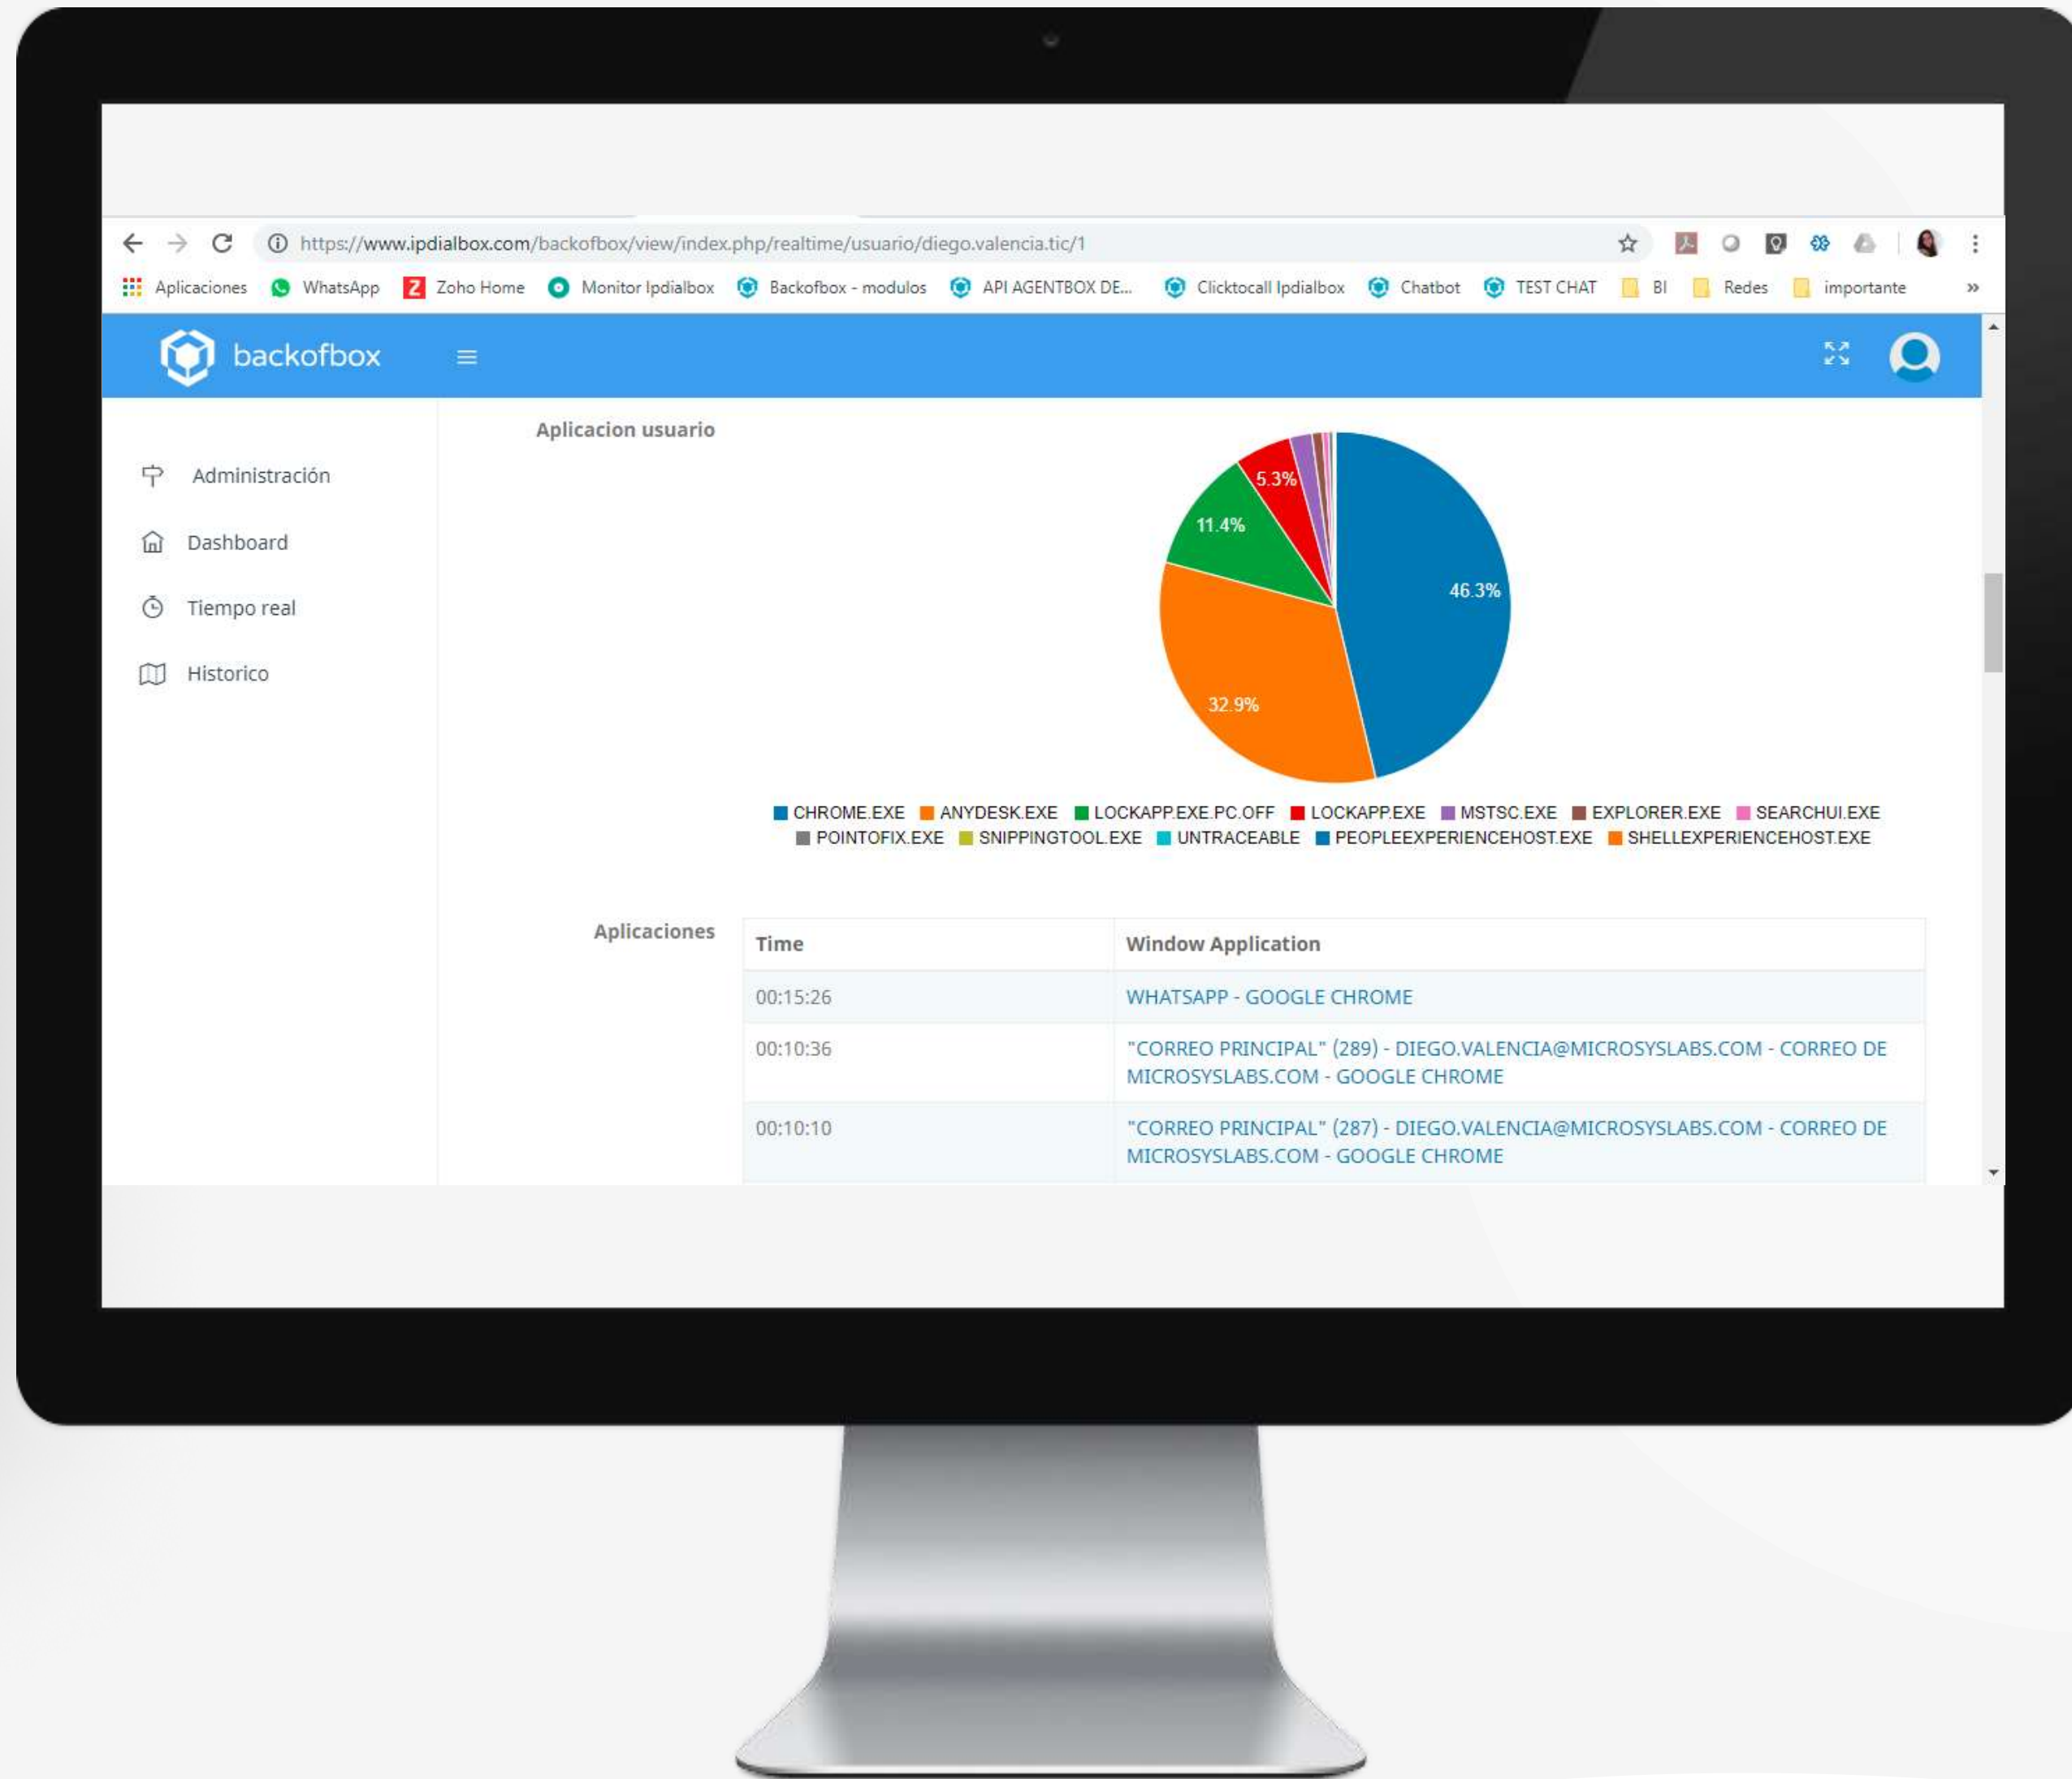 https://www.ipdialbox.com/backofbox/view/index.php/realtime/usuario/diego.valencia.tic/1
Aplicaciones WhatsApp Zoho Home Monitor Ipdialbox Backofbox - modulos API AGENTBOX DE... Clicktocall Ipdialbox Chatbot TEST CHAT BI Redes importante »
backofbox
Aplicacion usuario
Administración
Dashboard
Tiempo real
Historico
5.3%
11.4%
46.3%
32.9%
CHROME.EXE ANYDESK.EXE LOCKAPP.EXE.PC.OFF LOCKAPP.EXE MSTSC.EXE EXPLORER.EXE SEARCHUI.EXE
POINTOFIX.EXE SNIPPINGTOOL.EXE UNTRACEABLE PEOPLEEXPERIENCEHOST.EXE SHELLEXPERIENCEHOST.EXE
Aplicaciones
Time Window Application
00:15:26 WHATSAPP - GOOGLE CHROME
00:10:36 "CORREO PRINCIPAL" (289) - DIEGO.VALENCIA@MICROSYSLABS.COM - CORREO DE
MICROSYSLABS.COM - GOOGLE CHROME
00:10:10 "CORREO PRINCIPAL" (287) - DIEGO.VALENCIA@MICROSYSLABS.COM - CORREO DE
MICROSYSLABS.COM - GOOGLE CHROME